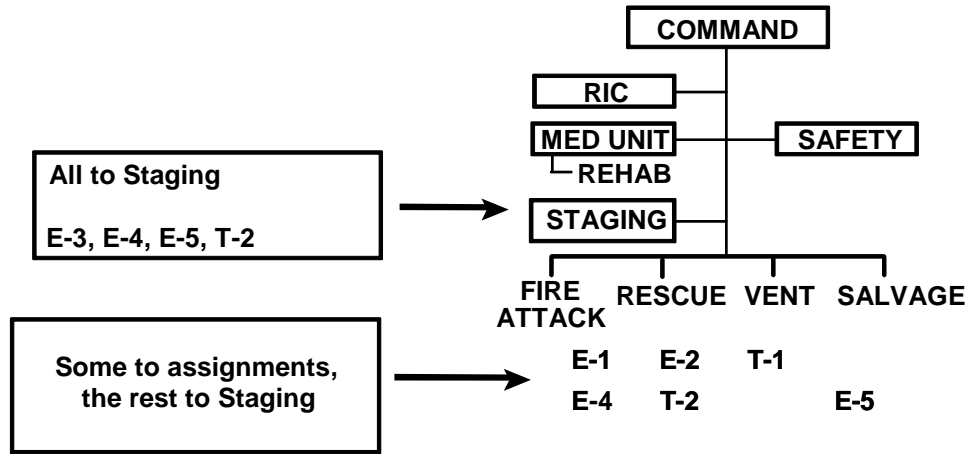 COMMAND
RIC
MED UNIT
SAFETY
REHAB
All to Staging
E-3, E-4, E-5, T-2
STAGING
FIRE ATTACK
RESCUE
VENT
SALVAGE
Some to assignments,
the rest to Staging
E-1 E-2 T-1
E-4 T-2 E-5